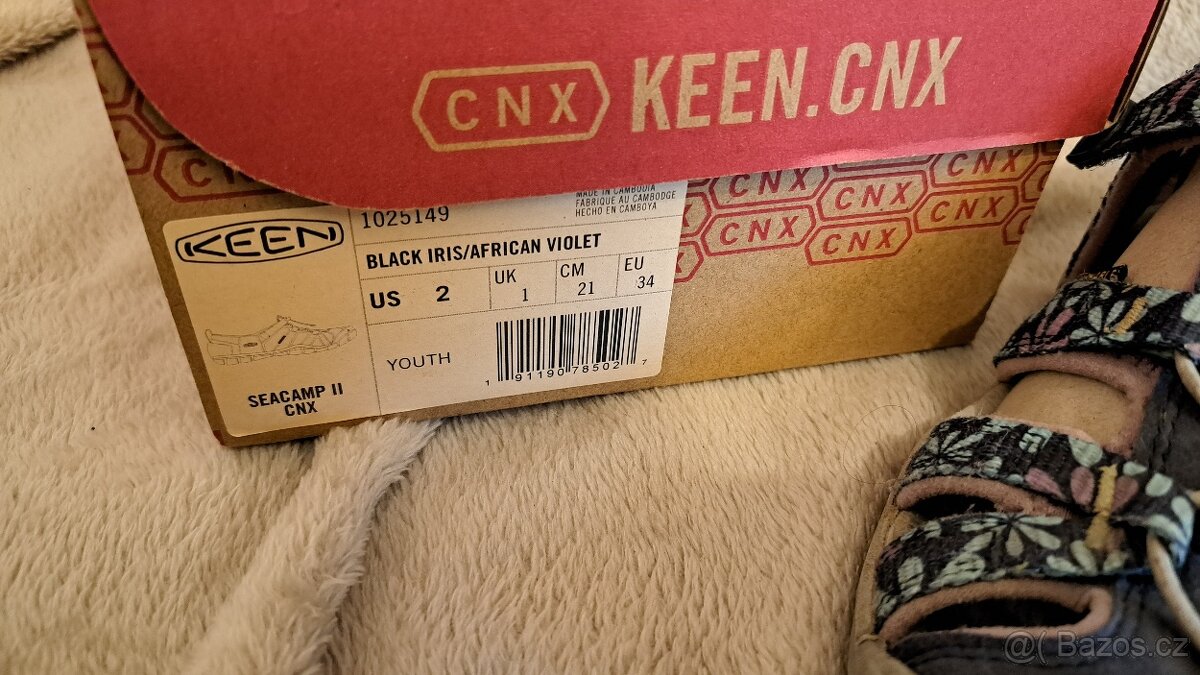 CNX KEEN.CNX
CNX
CNX
CNX
CNX
CNX
CNX
KEEN
1025149
MADE IN CAMBODIA
FABRIQUE AU CAMBODGE
HECHO EN CAMBOYA
BLACK IRIS/AFRICAN VIOLET
US 2
UK 1
CM 21
EU 34
YOUTH
1 91190 78502 7
SEACAMP II
CNX
@( Bazos.cz